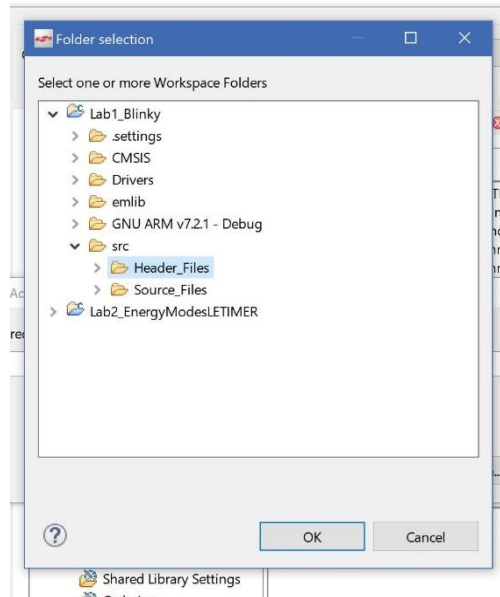 Folder selection
Select one or more Workspace Folders
Lab1_Blinky
.settings
CMSIS
Drivers
emlib
GNU ARM v7.2.1 - Debug
src
Header_Files
Source_Files
Lab2_EnergyModesLETIMER
OK
Cancel
Shared Library Settings